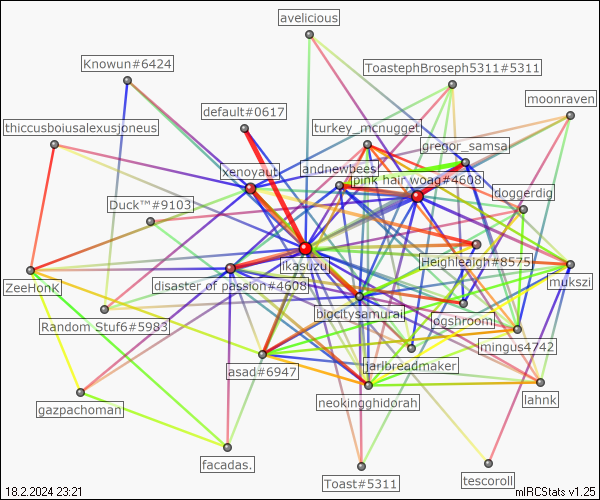 avelicious
Knowun#6424
ToastephBroseph5311#5311
moonraven
default#0617
thiccusboiusalexusjoneus
turkey_mcnugget
gregor_samsa
xenoyaut
andnewbees
pink hair woag#4608
doggerdig
Duck™#9103
ikasuzu
Heighleaigh#8575
ZeeHonK
disaster of passion#4608
mukszi
Random Stuf6#5983
bigcitysamurai
ogshroom
mingus4742
asad#6947
jarlbreadmaker
gazpachoman
neokingghidorah
lahnk
facadas.
Toast#5311
tescoroll
18.2.2024 23:21
mIRCStats v1.25